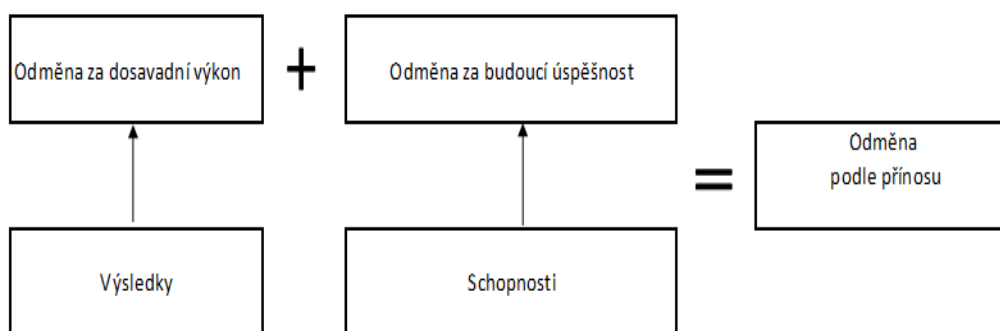 Odměna za dosavadní výkon
+
Odměna za budoucí úspěšnost
=
Odměna
podle přínosu
Výsledky
Schopnosti